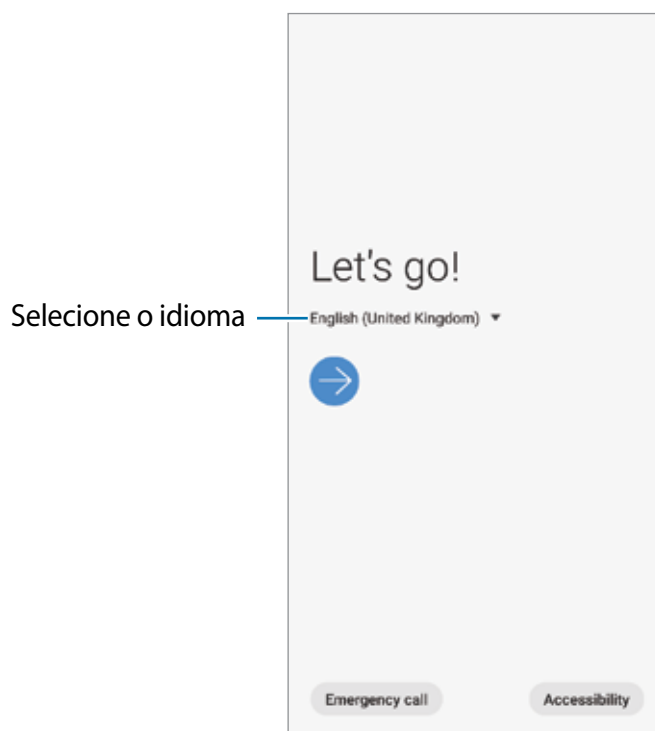 Let's go!
Selecione o idioma
English (United Kingdom)
Emergency call
Accessibility